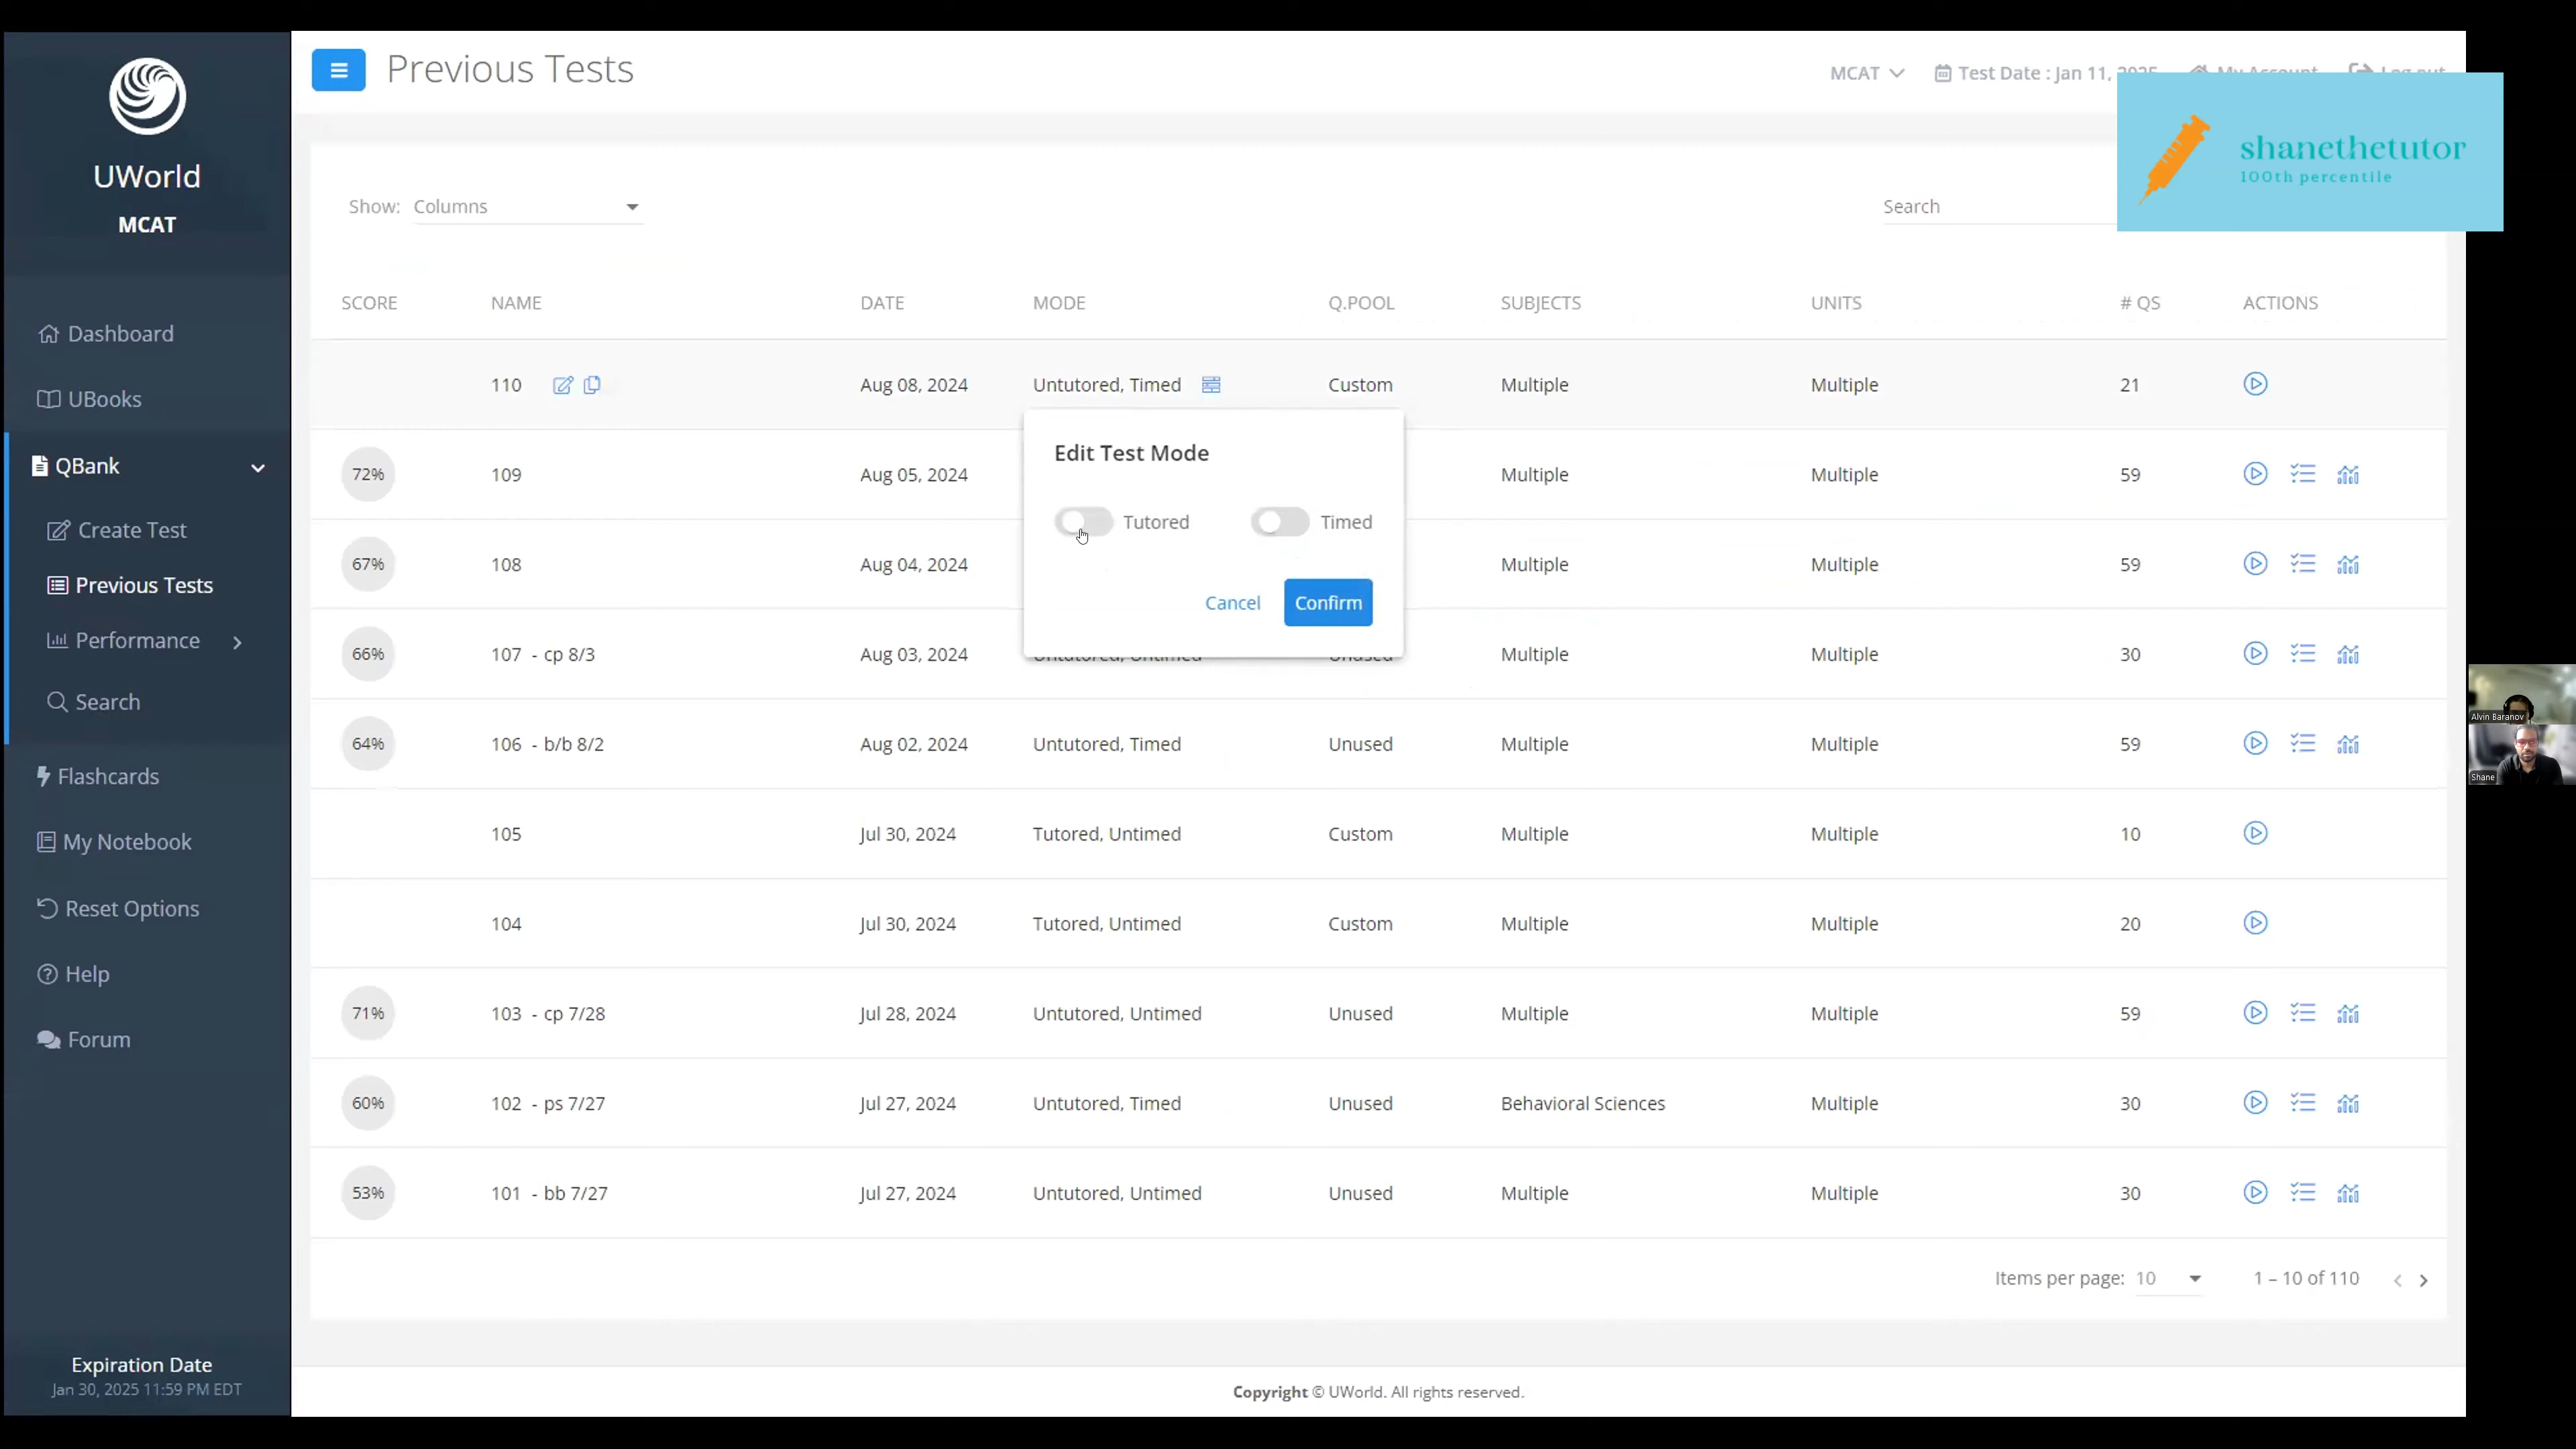 Previous Tests
MCAT
Test Date : Jan 11, 2025
My Account
Log out
shanethetutor
100th percentile
UWorld
MCAT
Dashboard
UBooks
QBank
Create Test
Previous Tests
Performance
Search
Flashcards
My Notebook
Reset Options
Help
Forum
Expiration Date
Jan 30, 2025 11:59 PM EDT
Show: Columns
Search
SCORE NAME DATE MODE Q.POOL SUBJECTS UNITS # QS ACTIONS
110 Aug 08, 2024 Untutored, Timed Custom Multiple Multiple 21
72% 109 Aug 05, 2024 Multiple Multiple 59
67% 108 Aug 04, 2024 Multiple Multiple 59
66% 107 - cp 8/3 Aug 03, 2024 Untutored, Untimed Unused Multiple Multiple 30
64% 106 - b/b 8/2 Aug 02, 2024 Untutored, Timed Unused Multiple Multiple 59
105 Jul 30, 2024 Tutored, Untimed Custom Multiple Multiple 10
104 Jul 30, 2024 Tutored, Untimed Custom Multiple Multiple 20
71% 103 - cp 7/28 Jul 28, 2024 Untutored, Untimed Unused Multiple Multiple 59
60% 102 - ps 7/27 Jul 27, 2024 Untutored, Timed Unused Behavioral Sciences Multiple 30
53% 101 - bb 7/27 Jul 27, 2024 Untutored, Untimed Unused Multiple Multiple 30
Edit Test Mode
Tutored Timed
Cancel Confirm
Items per page: 10 1 – 10 of 110
Copyright © UWorld. All rights reserved.
Alvin Baranov
Shane